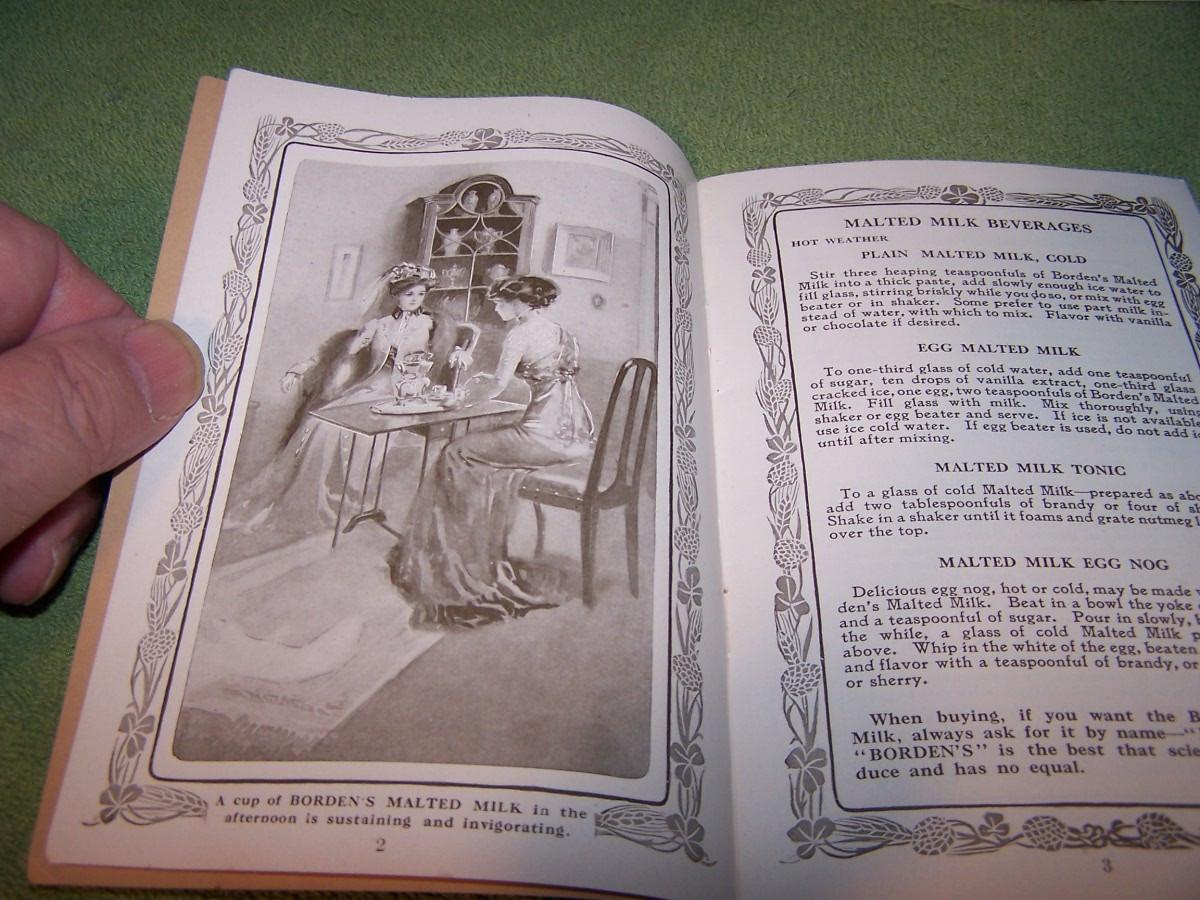 A cup of BORDEN'S MALTED MILK in the
afternoon is sustaining and invigorating.
2
MALTED MILK BEVERAGES
HOT WEATHER
PLAIN MALTED MILK, COLD
Stir three heaping teaspoonfuls of Borden's Malted
Milk into a thick paste, add slowly enough ice water to
fill glass, stirring briskly while you do so, or mix with egg
beater or in shaker. Some prefer to use part milk in-
stead of water, with which to mix. Flavor with vanilla
or chocolate if desired.
EGG MALTED MILK
To one-third glass of cold water, add one teaspoonful
of sugar, ten drops of vanilla extract, one-third glass
cracked ice, one egg, two teaspoonfuls of Borden's Malted
Milk. Fill glass with milk. Mix thoroughly, using
shaker or egg beater and serve. If ice is not available
use ice cold water. If egg beater is used, do not add
until after mixing.
MALTED MILK TONIC
To a glass of cold Malted Milk—prepared as
add two tablespoonfuls of brandy or four of
Shake in a shaker until it foams and grate nutmeg
over the top.
MALTED MILK EGG NOG
Delicious egg nog, hot or cold, may be made
den's Malted Milk. Beat in a bowl the yoke
and a teaspoonful of sugar. Pour in slowly,
the while, a glass of cold Malted Milk
above. Whip in the white of the egg, beaten
and flavor with a teaspoonful of brandy, or
or sherry.
When buying, if you want the
Milk, always ask for it by name—"
"BORDEN'S" is the best that
duce and has no equal.
3